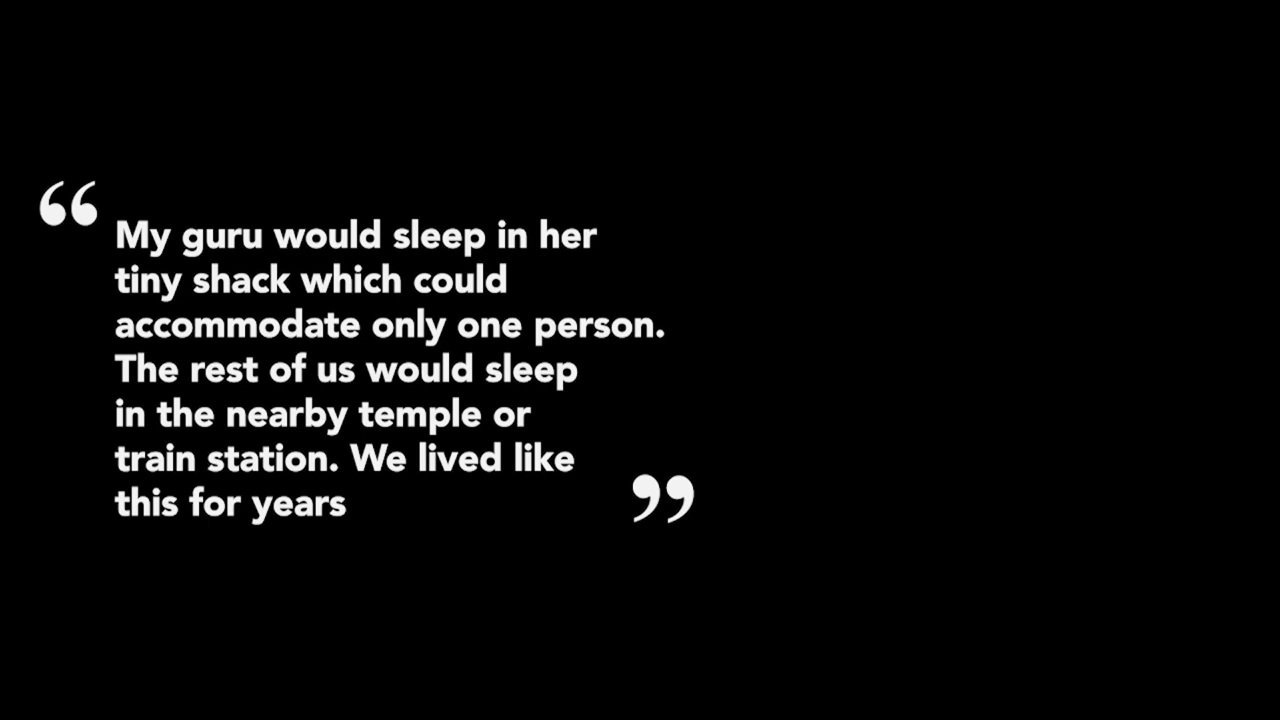 “My guru would sleep in her
tiny shack which could
accommodate only one person.
The rest of us would sleep
in the nearby temple or
train station. We lived like
this for years”